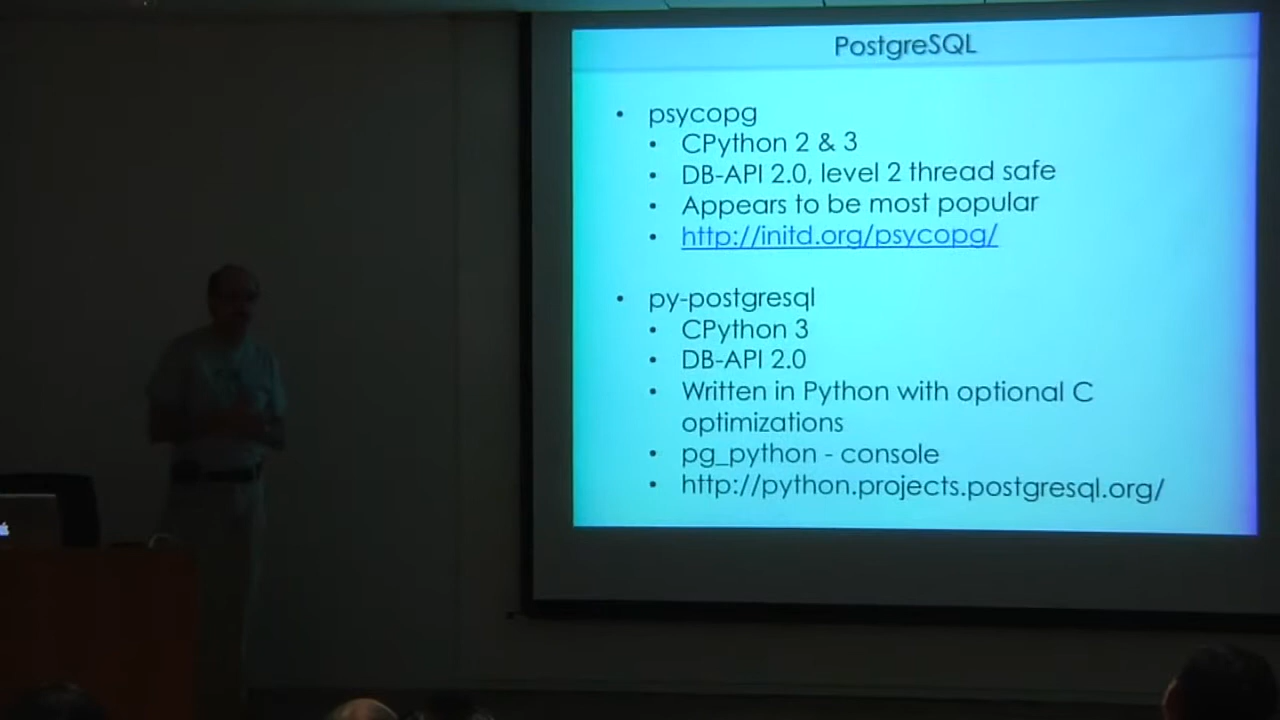 PostgreSQL
• psycopg
• CPython 2 & 3
• DB-API 2.0, level 2 thread safe
• Appears to be most popular
• http://initd.org/psycopg/
• py-postgresql
• CPython 3
• DB-API 2.0
• Written in Python with optional C
optimizations
• pg_python - console
• http://python.projects.postgresql.org/